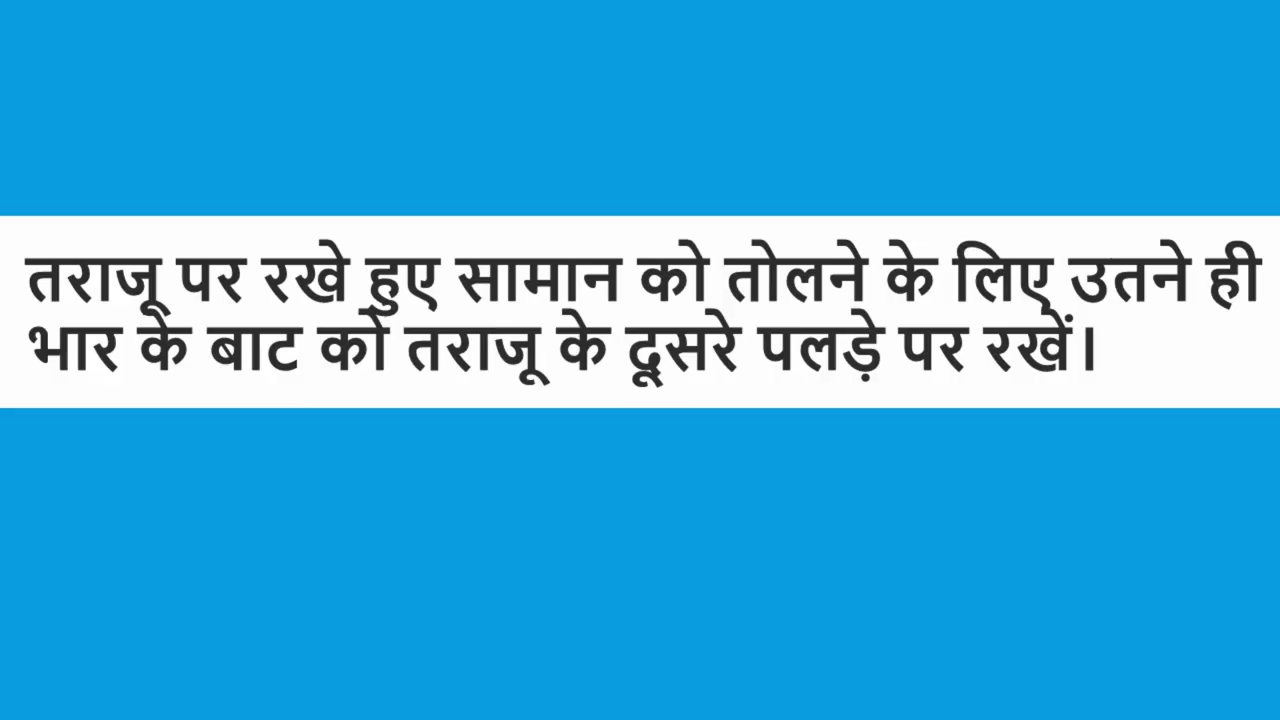 तराजू पर रखे हुए सामान को तोलने के लिए उतने ही
भार के बाट को तराजू के दूसरे पलड़े पर रखें।